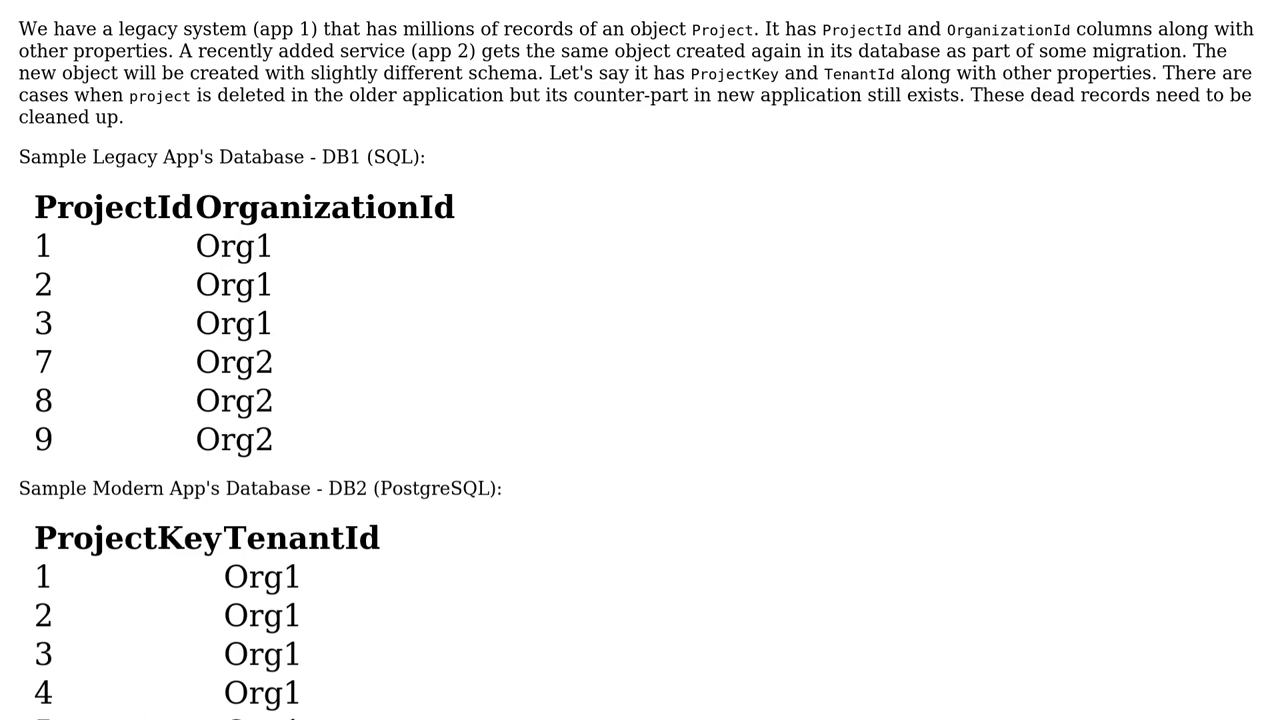 We have a legacy system (app 1) that has millions of records of an object Project. It has ProjectId and OrganizationId columns along with
other properties. A recently added service (app 2) gets the same object created again in its database as part of some migration. The
new object will be created with slightly different schema. Let's say it has ProjectKey and TenantId along with other properties. There are
cases when project is deleted in the older application but its counter-part in new application still exists. These dead records need to be
cleaned up.
Sample Legacy App's Database - DB1 (SQL):
ProjectId OrganizationId
1 Org1
2 Org1
3 Org1
7 Org2
8 Org2
9 Org2
Sample Modern App's Database - DB2 (PostgreSQL):
ProjectKey TenantId
1 Org1
2 Org1
3 Org1
4 Org1